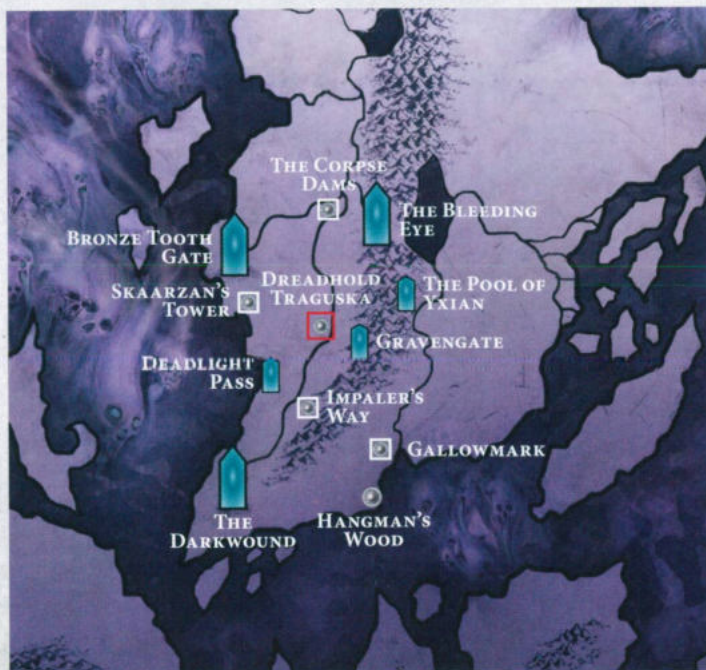 THE CORPSE
DAMS
THE BLEEDING
EYE
BRONZE TOOTH
GATE
SKAARZAN'S
TOWER
DREADHOLD
TRAGUSKA
THE POOL OF
YXIAN
GRAVENGATE
DEADLIGHT
PASS
IMPALER'S
WAY
GALLOWMARK
THE
DARKWOUND
HANGMAN'S
WOOD